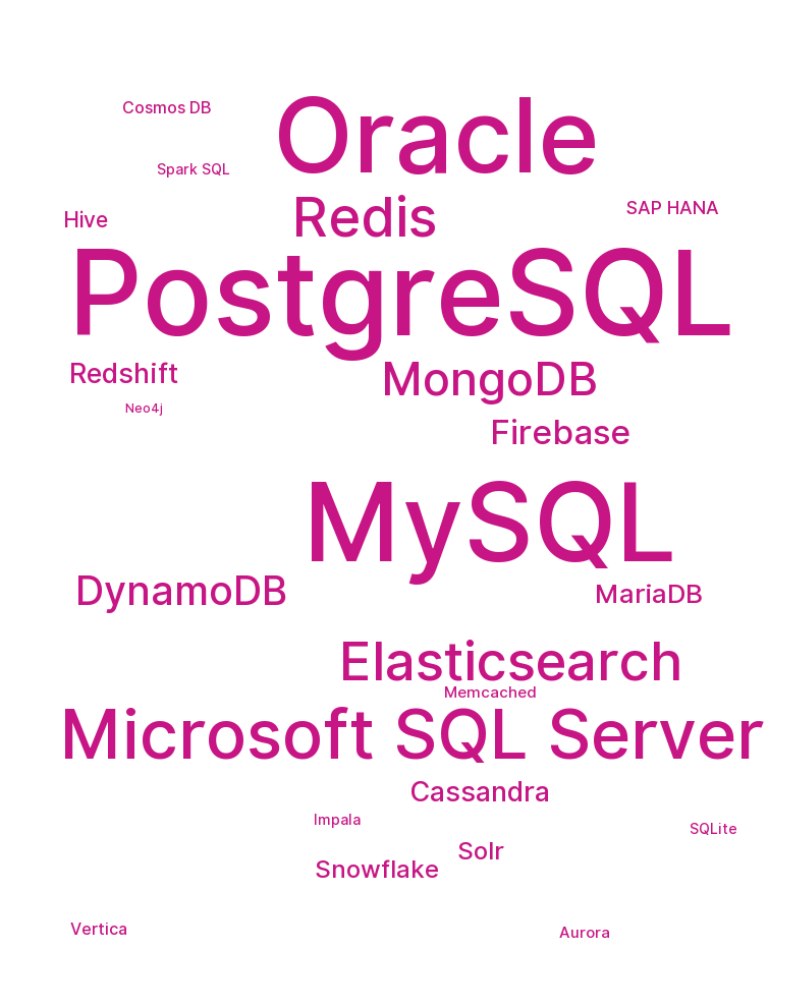 Cosmos DB
Oracle
Spark SQL
Redis
SAP HANA
Hive
PostgreSQL
Redshift
MongoDB
Neo4j
Firebase
MySQL
DynamoDB
MariaDB
Elasticsearch
Memcached
Microsoft SQL Server
Cassandra
Impala
SQLite
Solr
Snowflake
Vertica
Aurora